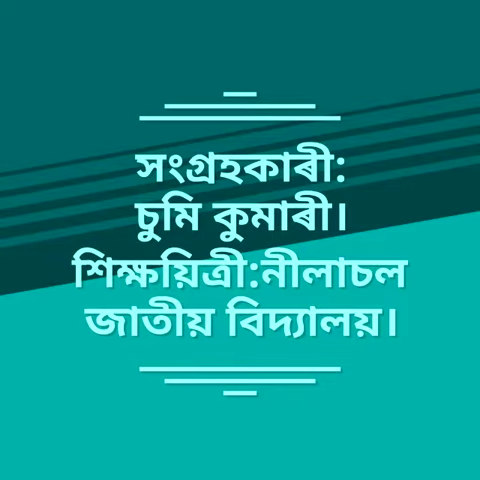 সংগ্ৰহকাৰী:
চুমি কুমাৰী।
শিক্ষয়িত্ৰী:নীলাচল
জাতীয় বিদ্যালয়।